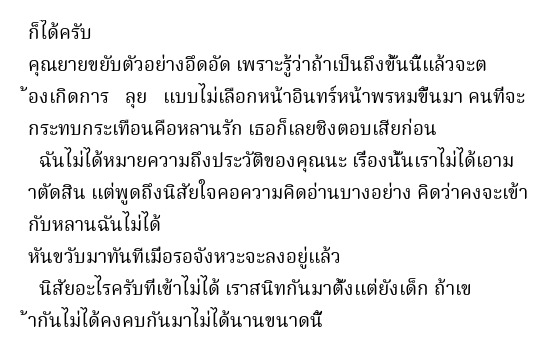 ก็ได้ครับ
คุณยายขยับตัวอย่างอึดอัด เพราะรู้ว่าถ้าเป็นถึงขั้นนี้แล้วจะต
้องเกิดการ ลุย แบบไม่เลือกหน้าอินทร์หน้าพรหมขึ้นมา คนที่จะ
กระทบกระเทือนคือหลานรัก เธอก็เลยชิงตอบเสียก่อน
ฉันไม่ได้หมายความถึงประวัติของคุณนะ เรื่องนั้นเราไม่ได้เอาม
าตัดสิน แต่พูดถึงนิสัยใจคอความคิดอ่านบางอย่าง คิดว่าคงจะเข้า
กับหลานฉันไม่ได้
หันขวับมาทันทีเมื่อรอจังหวะจะลงอยู่แล้ว
นิสัยอะไรครับที่เข้าไม่ได้ เราสนิทกันมาตั้งแต่ยังเด็ก ถ้าเข
้ากันไม่ได้คงคบกันมาไม่ได้นานขนาดนี้